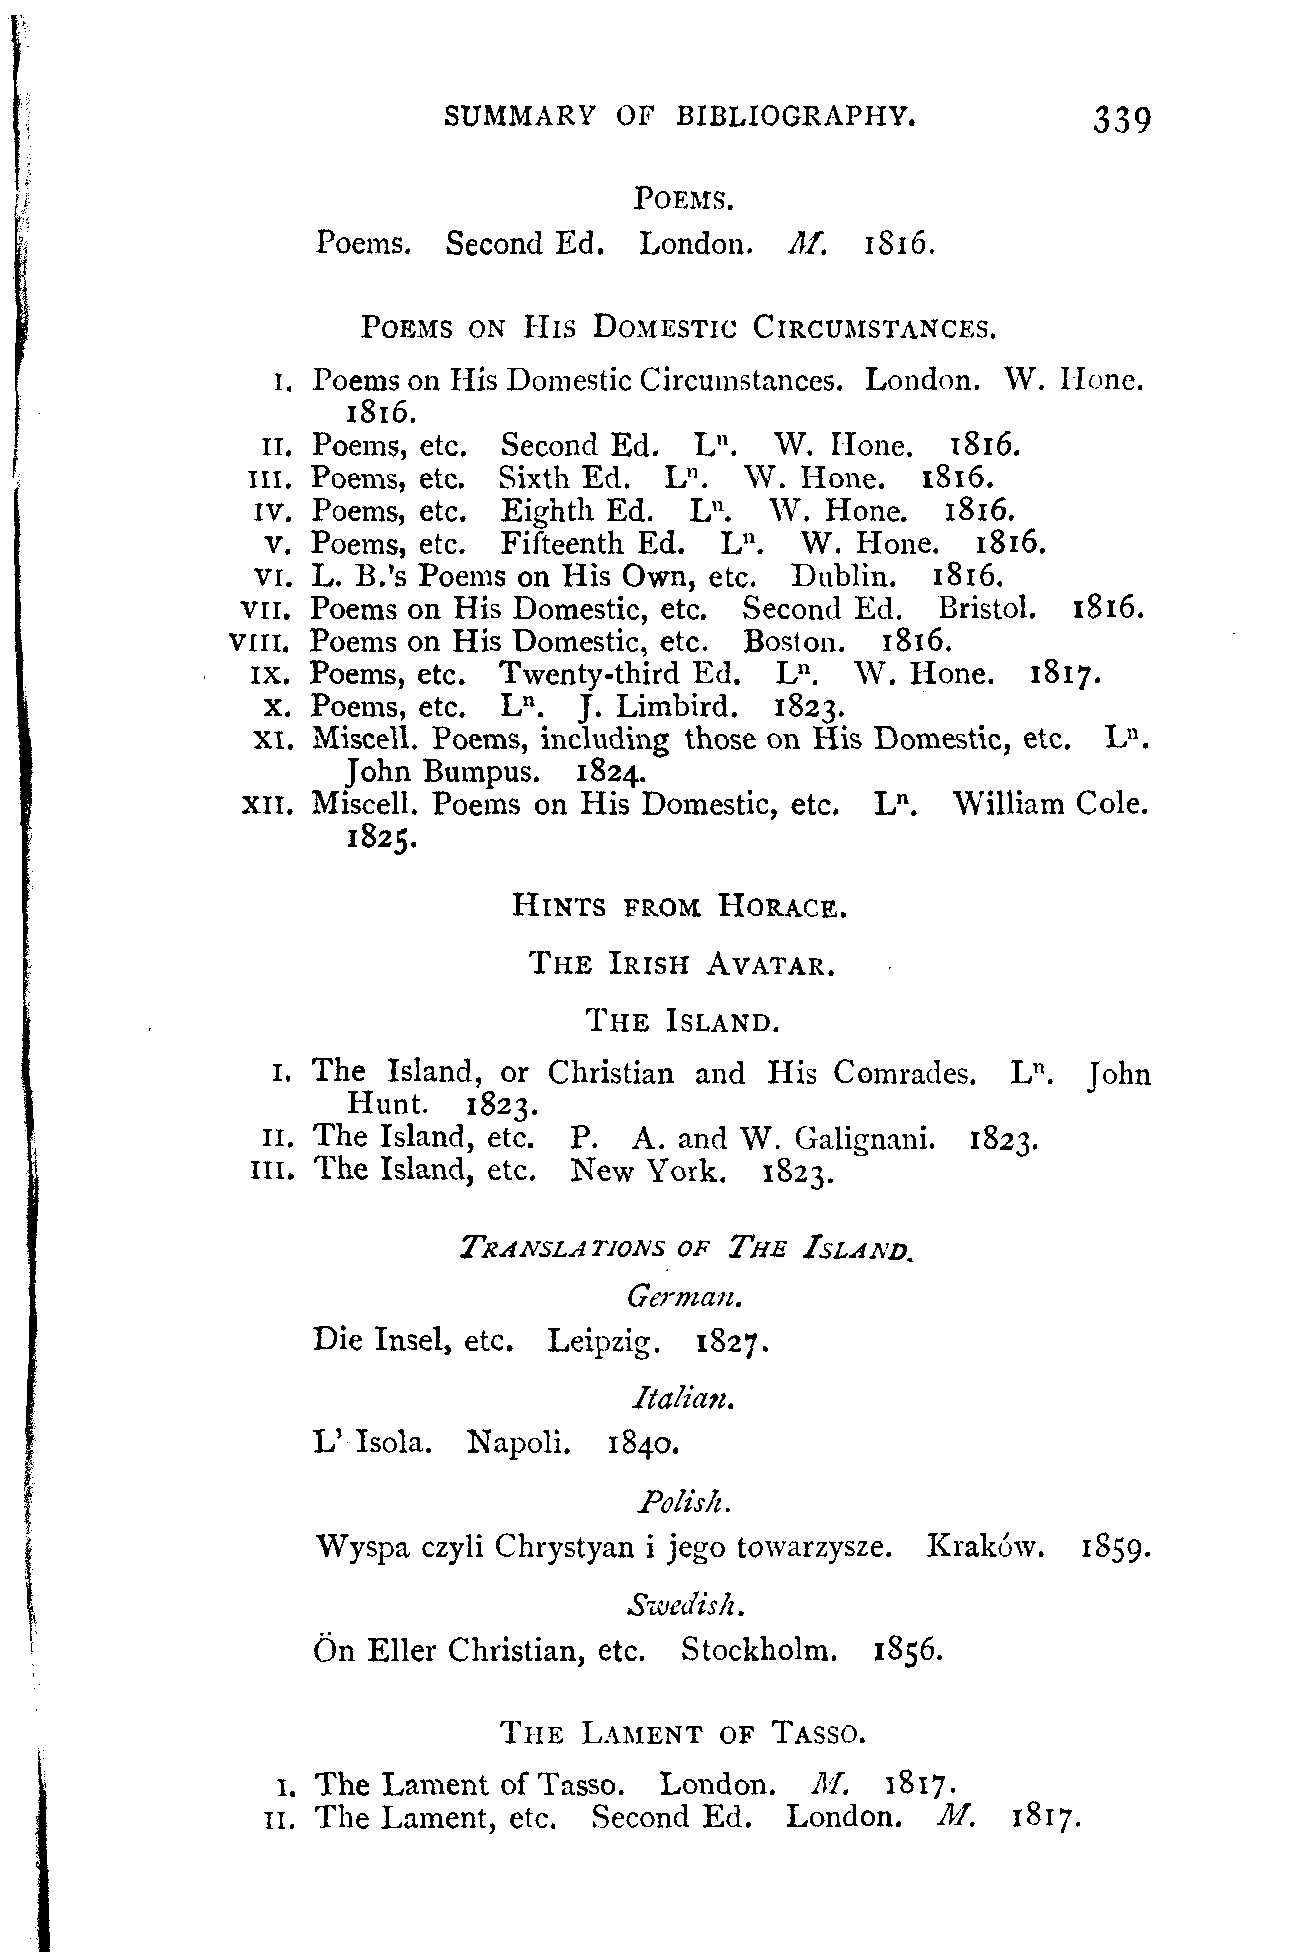 SUMMARY OF BIBLIOGRAPHY. 339
POEMS.
Poems. Second Ed. London. M. 1816.
POEMS ON HIS DOMESTIC CIRCUMSTANCES.
I. Poems on His Domestic Circumstances. London. W. Hone.
1816.
II. Poems, etc. Second Ed. Lⁿ. W. Hone. 1816.
III. Poems, etc. Sixth Ed. Lⁿ. W. Hone. 1816.
IV. Poems, etc. Eighth Ed. Lⁿ. W. Hone. 1816.
V. Poems, etc. Fifteenth Ed. Lⁿ. W. Hone. 1816.
VI. L. B.'s Poems on His Own, etc. Dublin. 1816.
VII. Poems on His Domestic, etc. Second Ed. Bristol. 1816.
VIII. Poems on His Domestic, etc. Boston. 1816.
IX. Poems, etc. Twenty-third Ed. Lⁿ. W. Hone. 1817.
X. Poems, etc. Lⁿ. J. Limbird. 1823.
XI. Miscell. Poems, including those on His Domestic, etc. Lⁿ.
John Bumpus. 1824.
XII. Miscell. Poems on His Domestic, etc. Lⁿ. William Cole.
1825.
HINTS FROM HORACE.
THE IRISH AVATAR.
THE ISLAND.
I. The Island, or Christian and His Comrades. Lⁿ. John
Hunt. 1823.
II. The Island, etc. P. A. and W. Galignani. 1823.
III. The Island, etc. New York. 1823.
TRANSLATIONS OF THE ISLAND.
German.
Die Insel, etc. Leipzig. 1827.
Italian.
L' Isola. Napoli. 1840.
Polish.
Wyspa czyli Chrystyan i jego towarzysze. Kraków. 1859.
Swedish.
Ön Eller Christian, etc. Stockholm. 1856.
THE LAMENT OF TASSO.
I. The Lament of Tasso. London. M. 1817.
II. The Lament, etc. Second Ed. London. M. 1817.